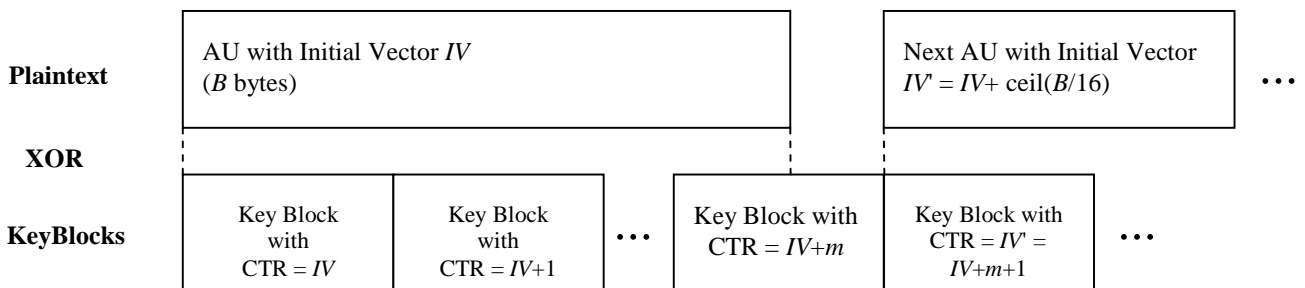 Plaintext
AU with Initial Vector IV
(B bytes)
Next AU with Initial Vector
IV' = IV+ ceil(B/16)
...
XOR
KeyBlocks
Key Block
with
CTR = IV
Key Block
with
CTR = IV+1
...
Key Block with
CTR = IV+m
Key Block with
CTR = IV' =
IV+m+1
...